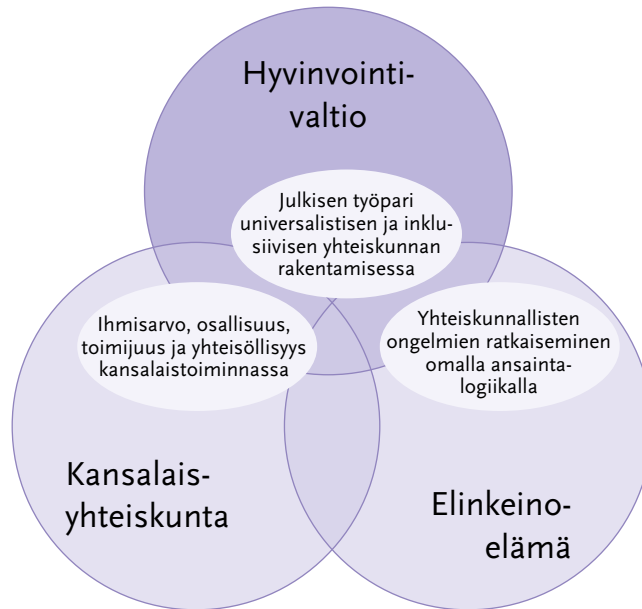 Hyvinvointi-
valtio
Julkisen työpari
universalistisen ja inklu-
siivisen yhteiskunnan
rakentamisessa
Ihmisarvo, osallisuus,
toimijuus ja yhteisöllisyys
kansalaistoiminnassa
Yhteiskunnallisten
ongelmien ratkaiseminen
omalla ansainta-
logiikalla
Kansalais-
yhteiskunta
Elinkeino-
elämä